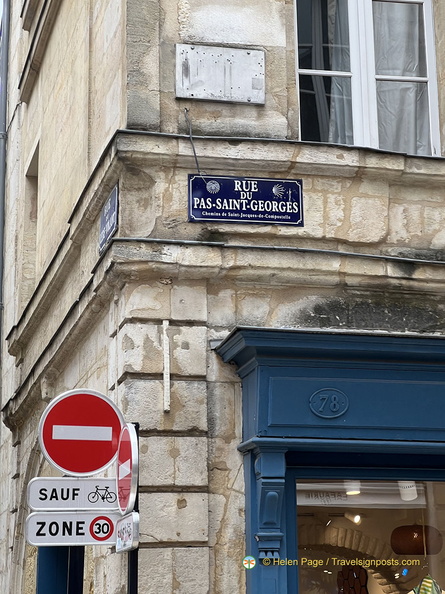 RUE
DU
PAS-SAINT-GEORGES
Chemins de Saint-Jacques-de-Compostelle
78
SAUF
ZONE 30
© Helen Page / Travelsignposts.com